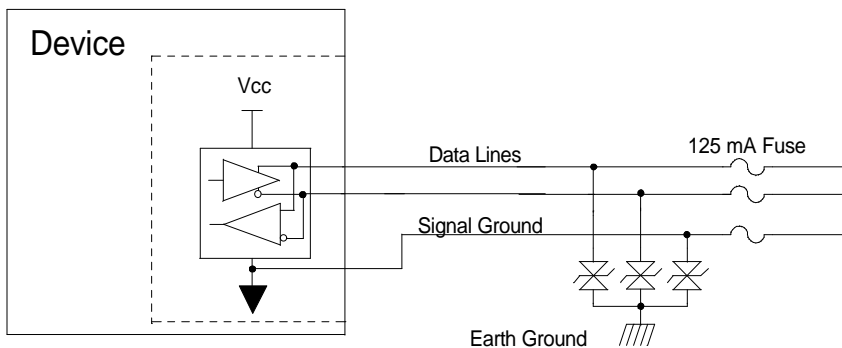 Device
Vcc
Data Lines
125 mA Fuse
Signal Ground
Earth Ground